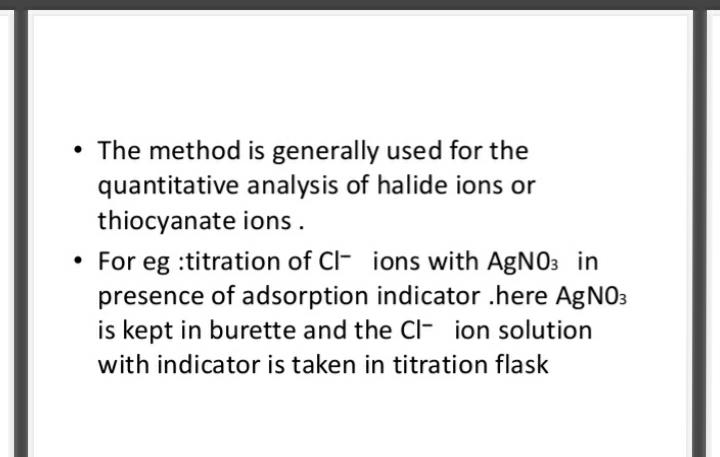 • The method is generally used for the
quantitative analysis of halide ions or
thiocyanate ions .
• For eg :titration of Cl⁻ ions with AgNO₃ in
presence of adsorption indicator .here AgNO₃
is kept in burette and the Cl⁻ ion solution
with indicator is taken in titration flask